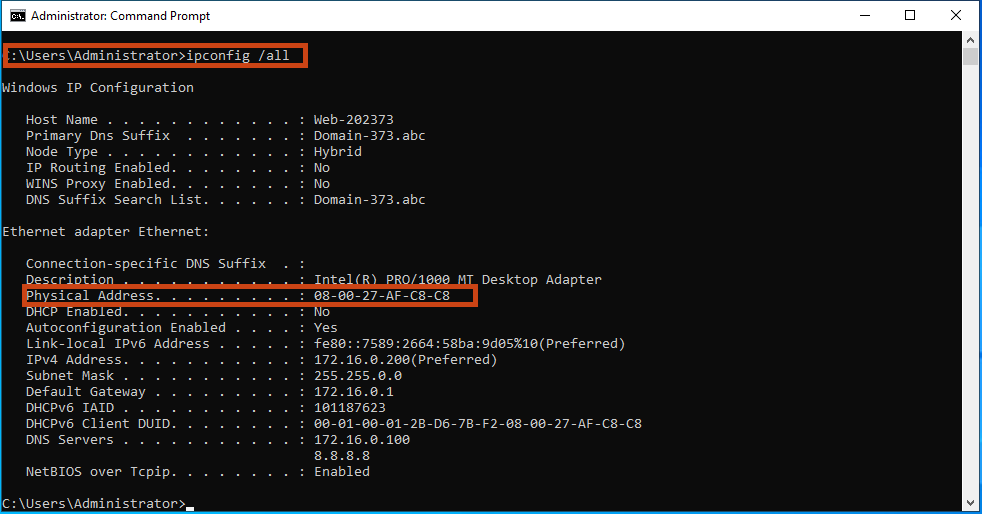 Administrator: Command Prompt
C:\Users\Administrator>ipconfig /all
Windows IP Configuration
Host Name . . . . . . . . . . . . : Web-202373
Primary Dns Suffix  . . . . . . . : Domain-373.abc
Node Type . . . . . . . . . . . . : Hybrid
IP Routing Enabled. . . . . . . . : No
WINS Proxy Enabled. . . . . . . . : No
DNS Suffix Search List. . . . . . : Domain-373.abc
Ethernet adapter Ethernet:
Connection-specific DNS Suffix  . :
Description . . . . . . . . . . . : Intel(R) PRO/1000 MT Desktop Adapter
Physical Address. . . . . . . . . : 08-00-27-AF-C8-C8
DHCP Enabled. . . . . . . . . . . : No
Autoconfiguration Enabled . . . . : Yes
Link-local IPv6 Address . . . . . : fe80::7589:2664:58ba:9d05%10(Preferred)
IPv4 Address. . . . . . . . . . . : 172.16.0.200(Preferred)
Subnet Mask . . . . . . . . . . . : 255.255.0.0
Default Gateway . . . . . . . . . : 172.16.0.1
DHCPv6 IAID . . . . . . . . . . . : 101187623
DHCPv6 Client DUID. . . . . . . . : 00-01-00-01-2B-D6-7B-F2-08-00-27-AF-C8-C8
DNS Servers . . . . . . . . . . . : 172.16.0.100
8.8.8.8
NetBIOS over Tcpip. . . . . . . . : Enabled
C:\Users\Administrator>